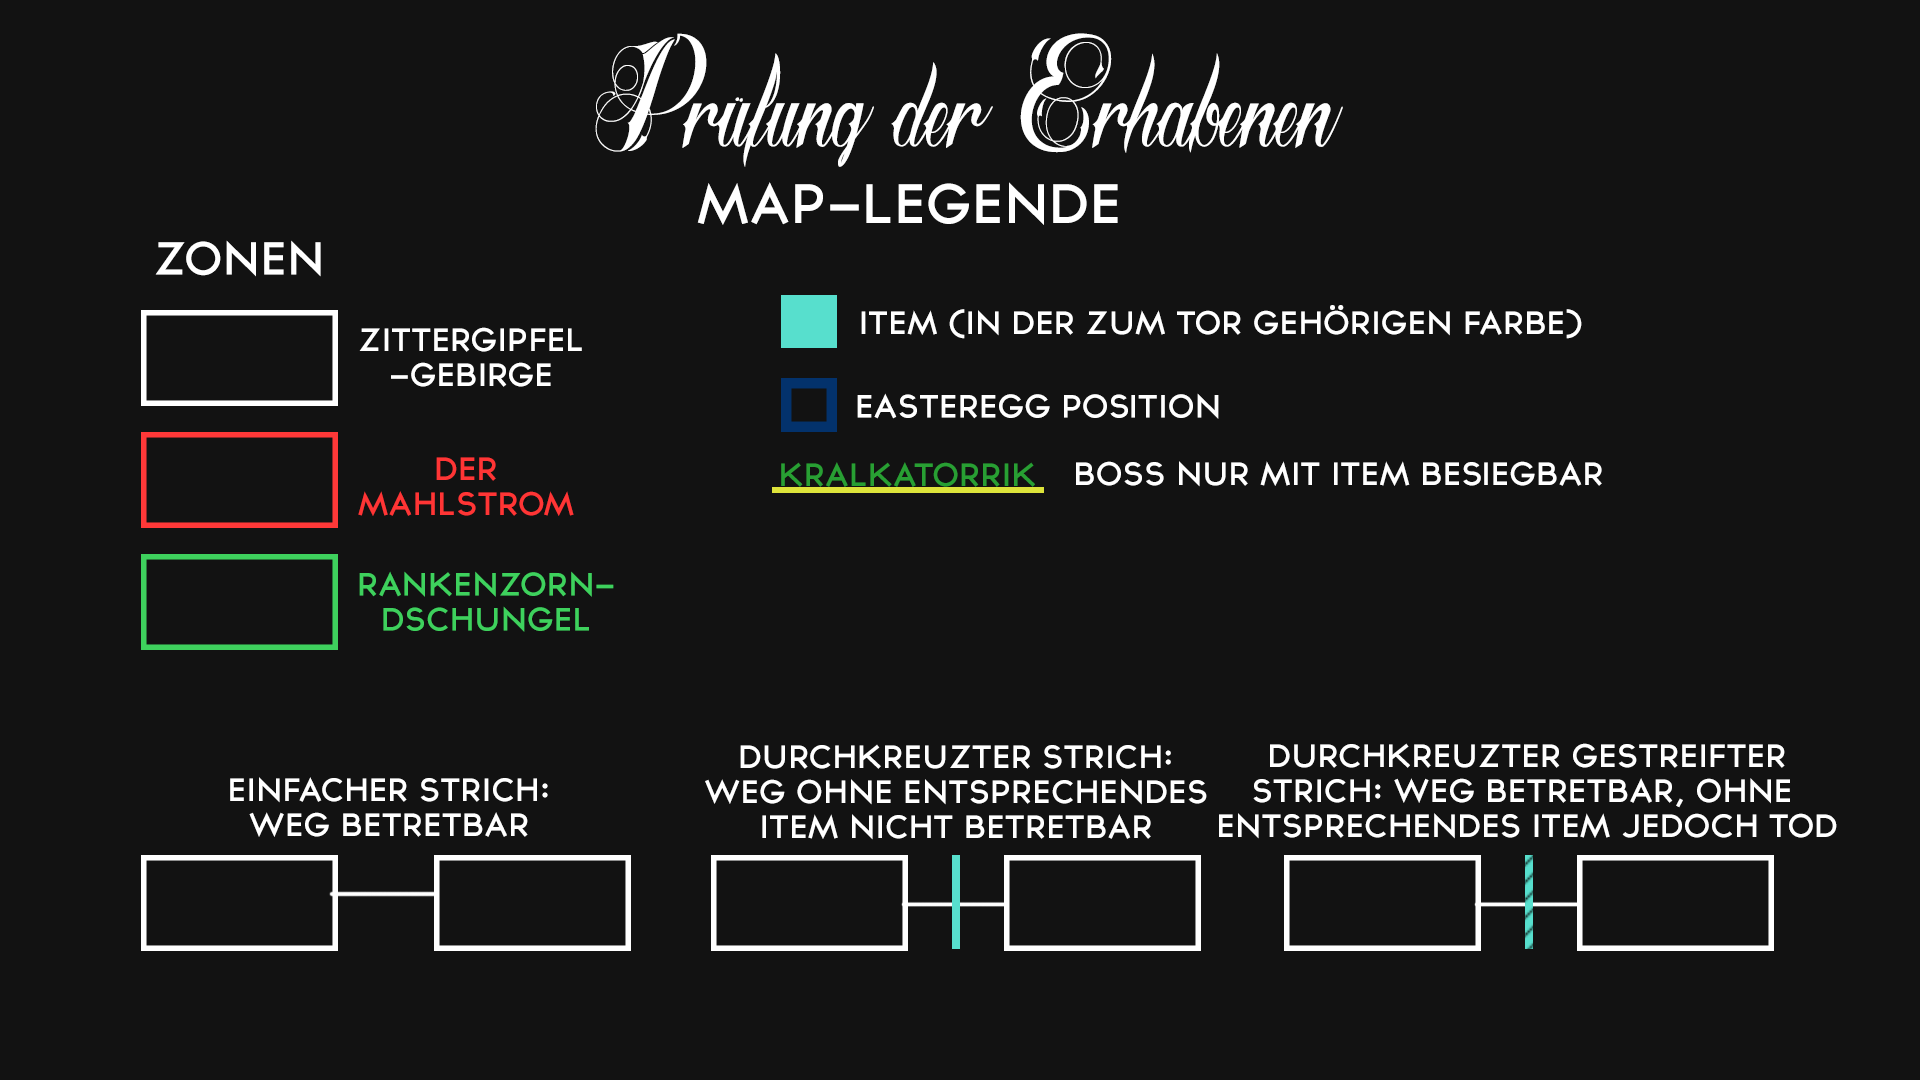 Prüfung der Erhabenen
MAP–LEGENDE
ZONEN
ZITTERGIPFEL
–GEBIRGE
DER
MAHLSTROM
RANKENZORN–
DSCHUNGEL
ITEM (IN DER ZUM TOR GEHÖRIGEN FARBE)
EASTEREGG POSITION
KRALKATORRIK BOSS NUR MIT ITEM BESIEGBAR
EINFACHER STRICH:
WEG BETRETBAR
DURCHKREUZTER STRICH:
WEG OHNE ENTSPRECHENDES
ITEM NICHT BETRETBAR
DURCHKREUZTER GESTREIFTER
STRICH: WEG BETRETBAR, OHNE
ENTSPRECHENDES ITEM JEDOCH TOD